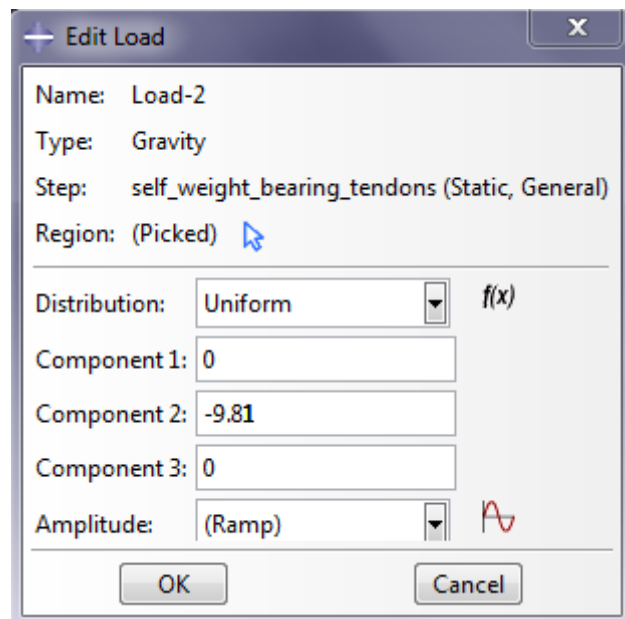 Edit Load
X
Name: Load-2
Type: Gravity
Step: self_weight_bearing_tendons (Static, General)
Region: (Picked)
Distribution: Uniform f(x)
Component 1: 0
Component 2: -9.81
Component 3: 0
Amplitude: (Ramp)
OK Cancel